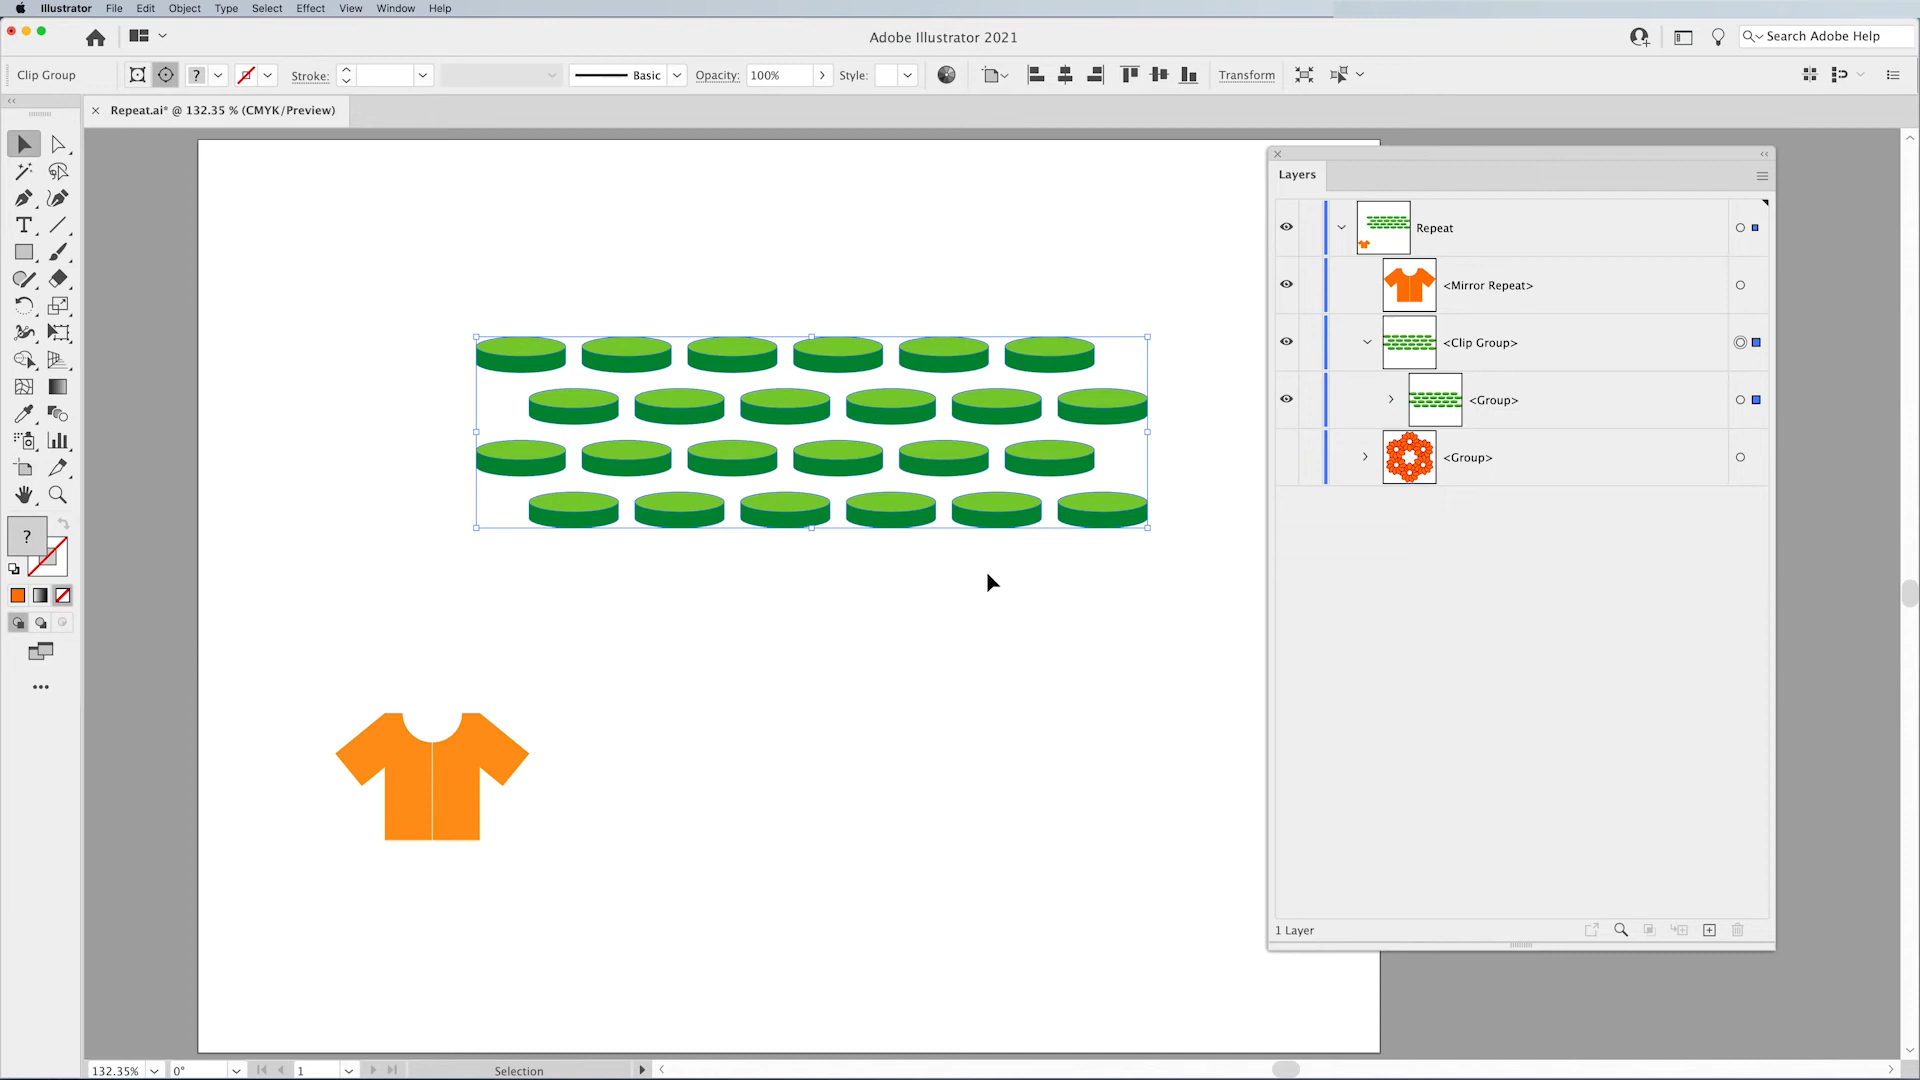 Illustrator File Edit Object Type Select Effect View Window Help
Adobe Illustrator 2021
Search Adobe Help
Clip Group
?
Stroke:
Basic
Opacity:
100%
Style:
Transform
Repeat.ai* @ 132.35 % (CMYK/Preview)
Layers
Repeat
<Mirror Repeat>
<Clip Group>
<Group>
<Group>
?
1 Layer
132.35%
0°
1
Selection